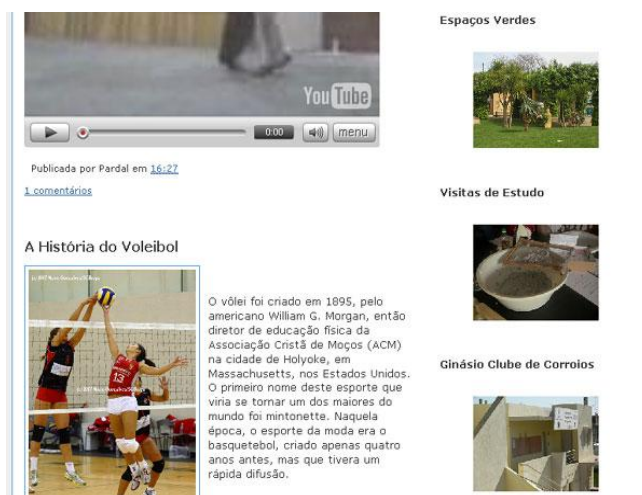 YouTube
0:00
menu
Publicada por Pardal em 16:27
1 comentários
A História do Voleibol
13
O vôlei foi criado em 1895, pelo
americano William G. Morgan, então
diretor de educação física da
Associação Cristã de Moços (ACM)
na cidade de Holyoke, em
Massachusetts, nos Estados Unidos.
O primeiro nome deste esporte que
viria se tornar um dos maiores do
mundo foi mintonette. Naquela
época, o esporte da moda era o
basquetebol, criado apenas quatro
anos antes, mas que tivera um
rápida difusão.
Espaços Verdes
Visitas de Estudo
Ginásio Clube de Corroios